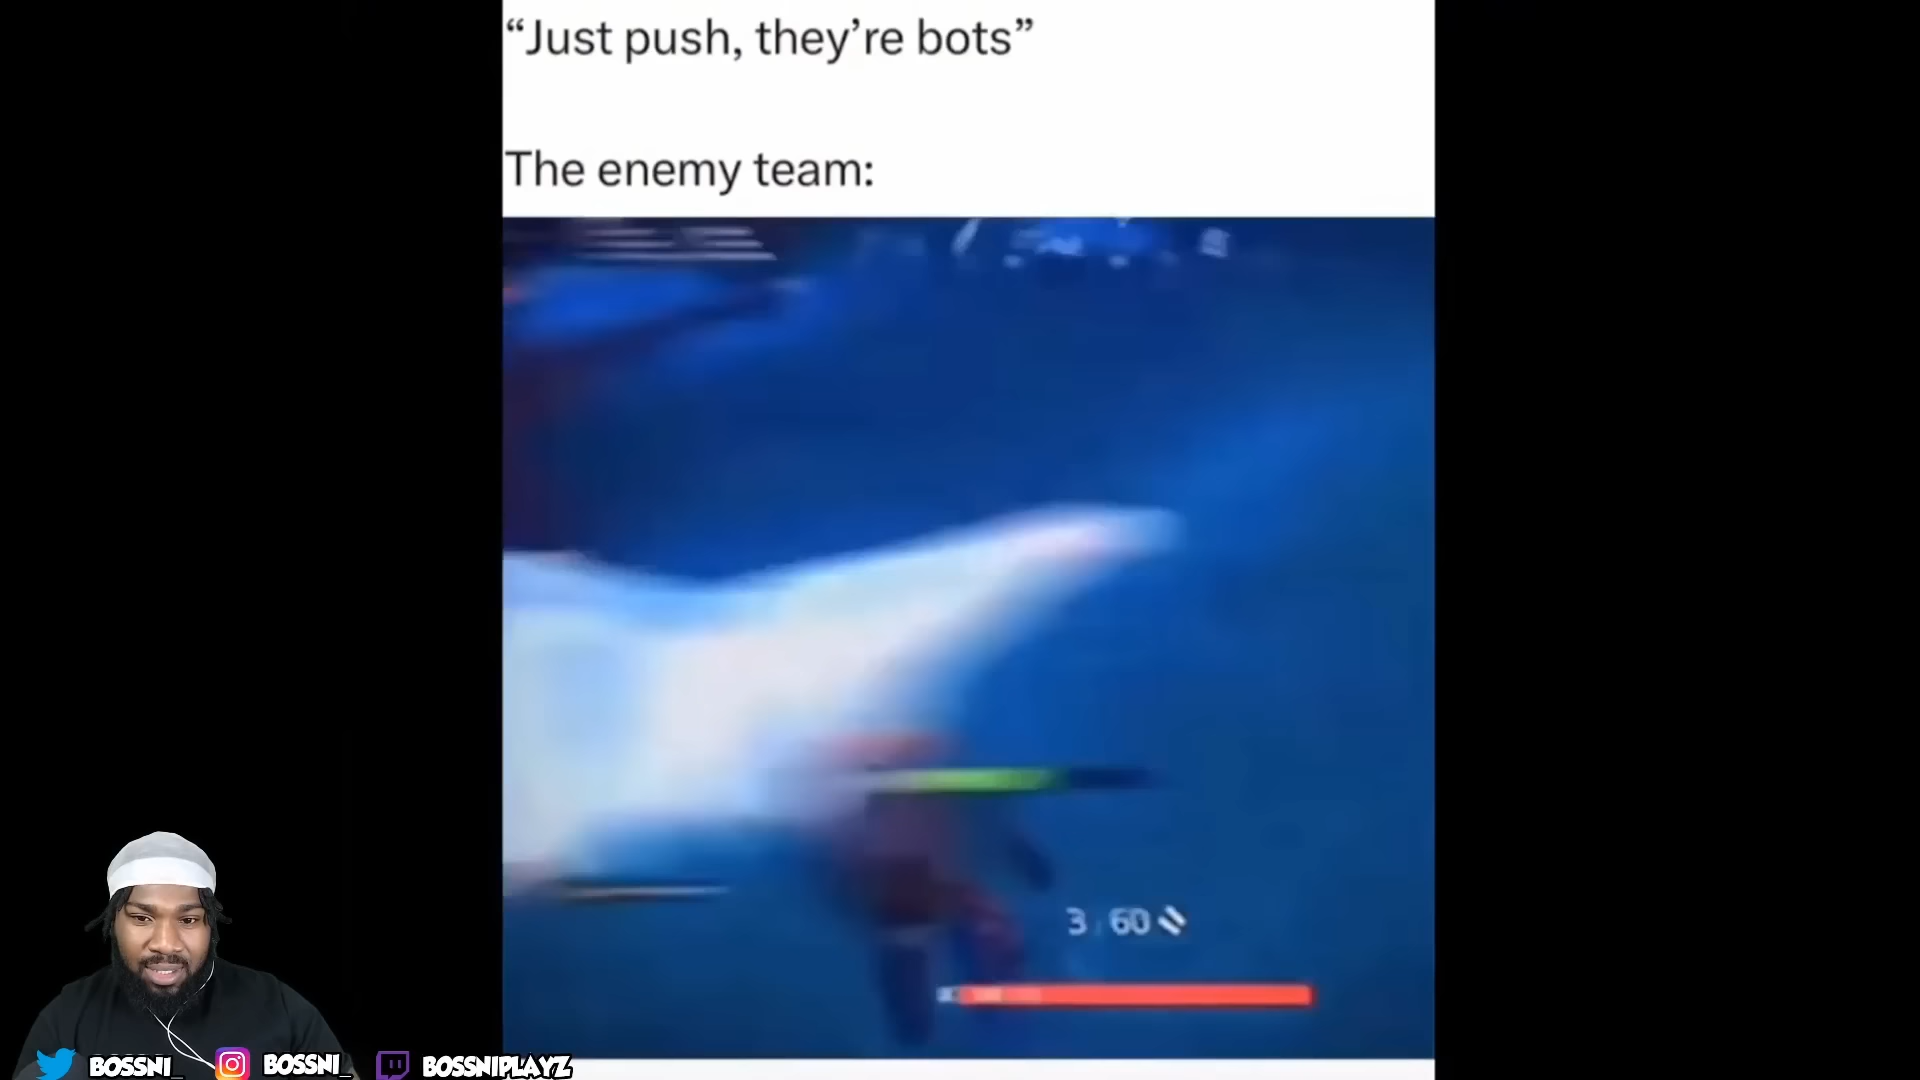 “Just push, they’re bots”
The enemy team:
3 60
BOSSNI_ BOSSNI_ BOSSNIPLAYZ